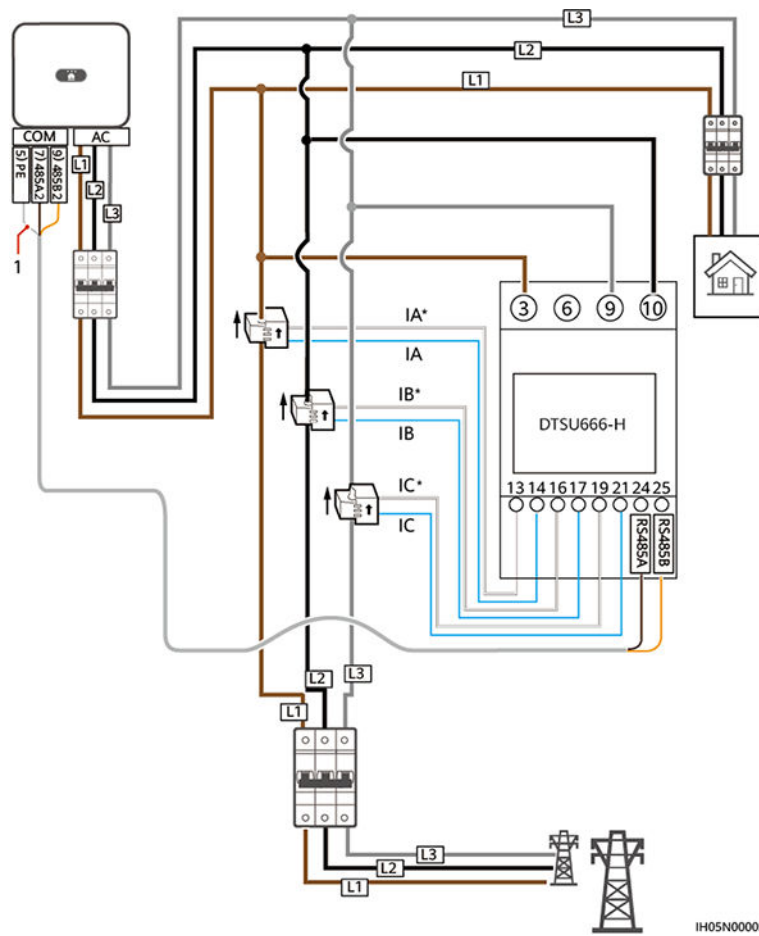 L3
L2
L1
COM
AC
5) PE
7) 485A2
9) 485B2
L1
L2
L3
1
3
6
9
10
IA*
IA
IB*
IB
IC*
IC
DTSU666-H
13
14
16
17
19
21
24
25
RS485A
RS485B
L2
L3
L1
L3
L2
L1
IH05N0000